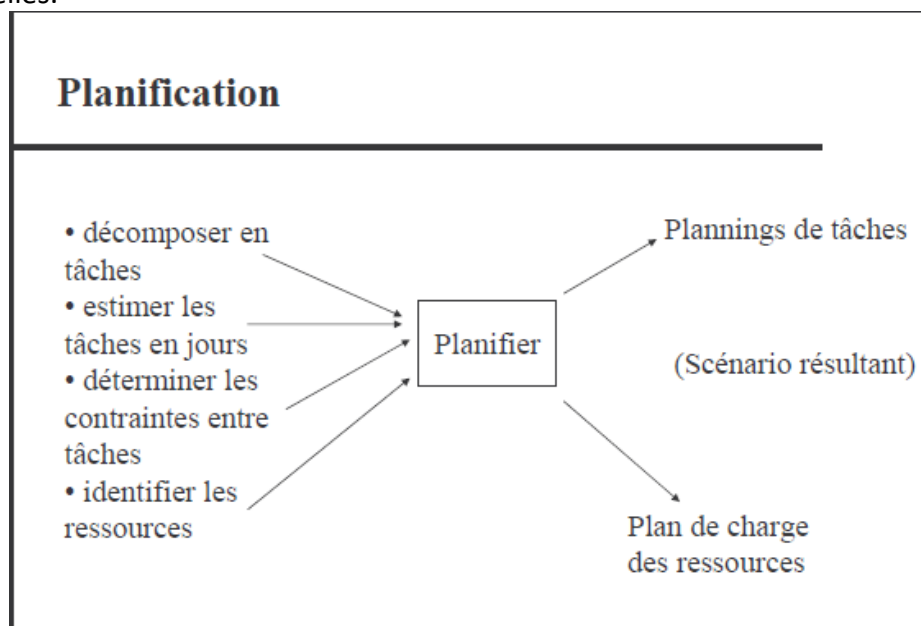 Planification
• décomposer en
tâches
• estimer les
tâches en jours
• déterminer les
contraintes entre
tâches
• identifier les
ressources
Planifier
Plannings de tâches
(Scénario résultant)
Plan de charge
des ressources